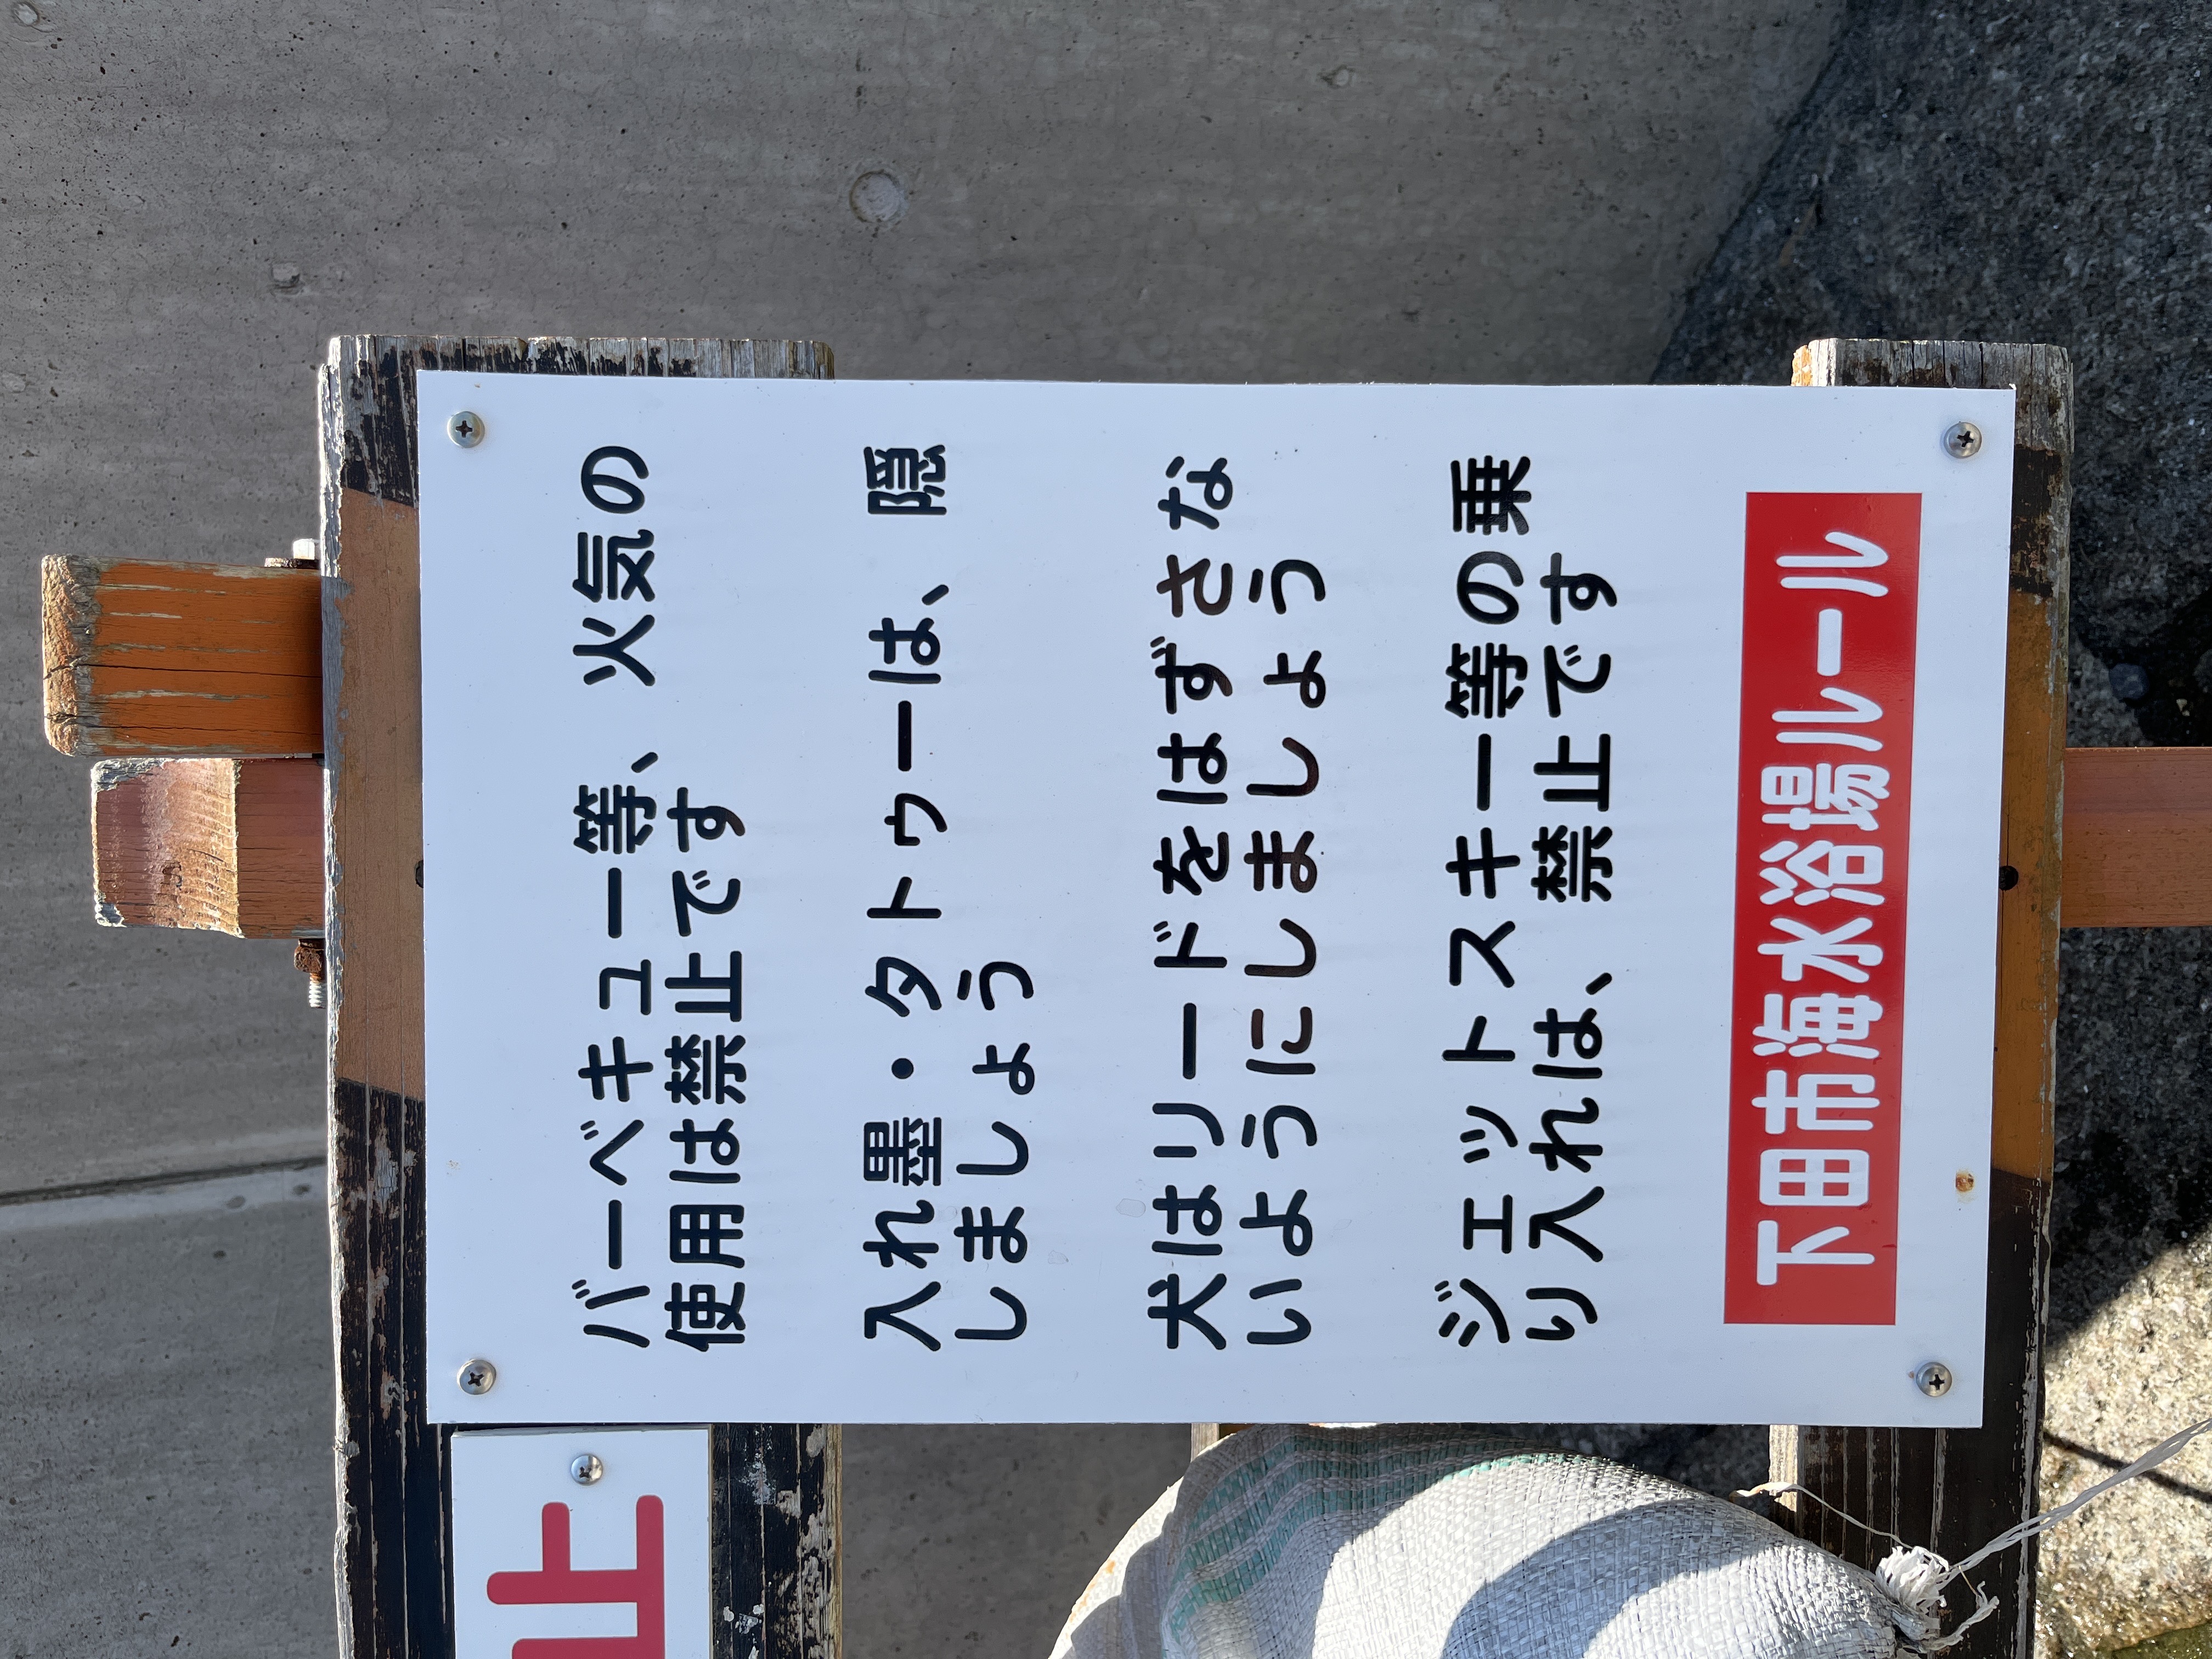 バーベキュー等、火気の
使用は禁止です
入れ墨・タトゥーは、隠
しましょう
犬はリードをはずさな
いようにしましょう
ジェットスキー等の乗
り入れは、禁止です
下田市海水浴場ルール
止